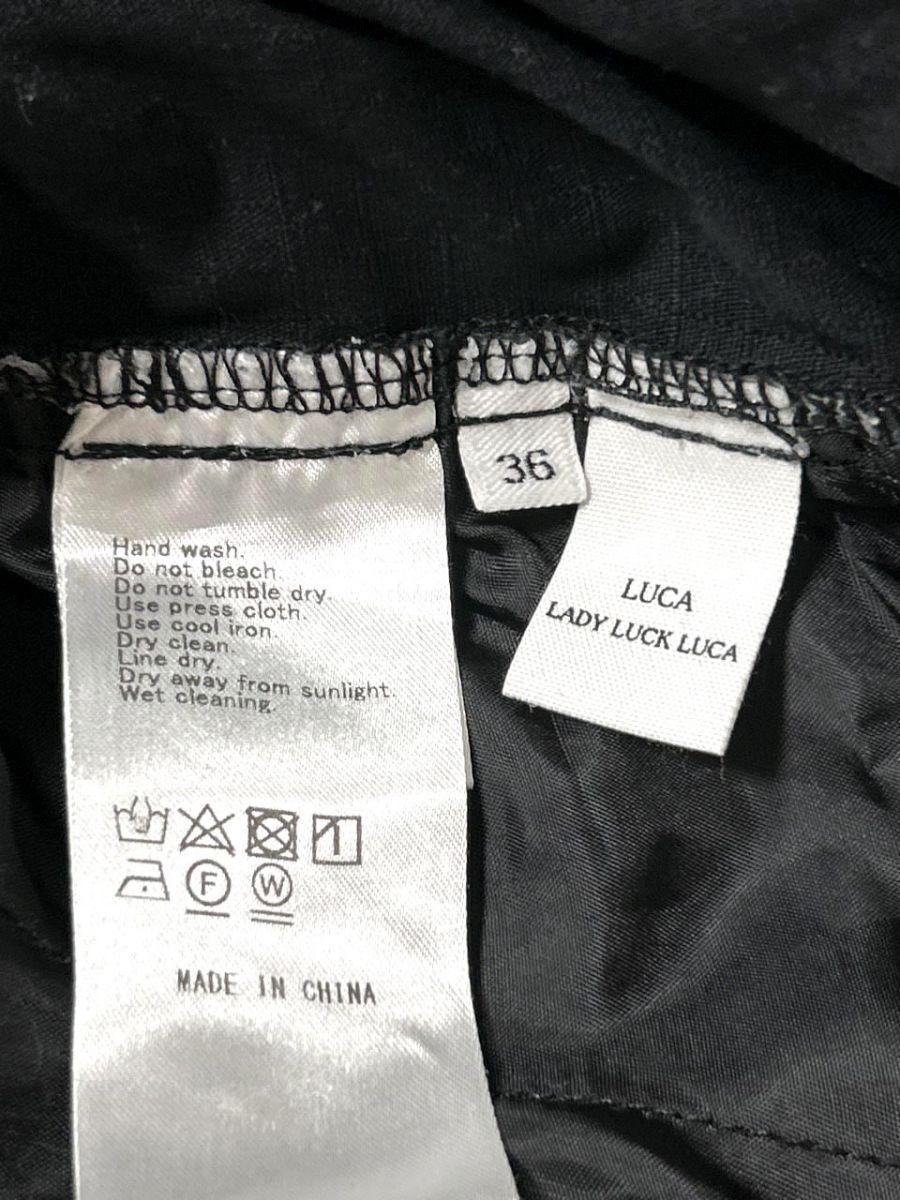 Hand wash.
Do not bleach.
Do not tumble dry.
Use press cloth.
Use cool iron.
Dry clean.
Line dry.
Dry away from sunlight.
Wet cleaning.
F
W
MADE IN CHINA
36
LUCA
LADY LUCK LUCA